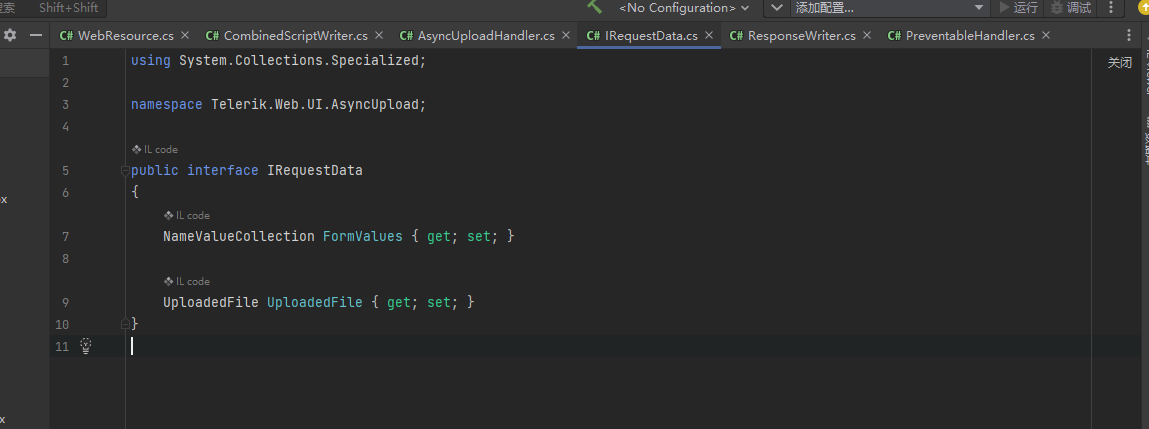 搜索 Shift+Shift <No Configuration> 添加配置... 运行 调试
C# WebResource.cs C# CombinedScriptWriter.cs C# AsyncUploadHandler.cs C# IRequestData.cs C# ResponseWriter.cs C# PreventableHandler.cs
1 using System.Collections.Specialized;
关闭
2
3 namespace Telerik.Web.UI.AsyncUpload;
4
IL code
5 public interface IRequestData
6 {
IL code
7 NameValueCollection FormValues { get; set; }
8
IL code
9 UploadedFile UploadedFile { get; set; }
10 }
11